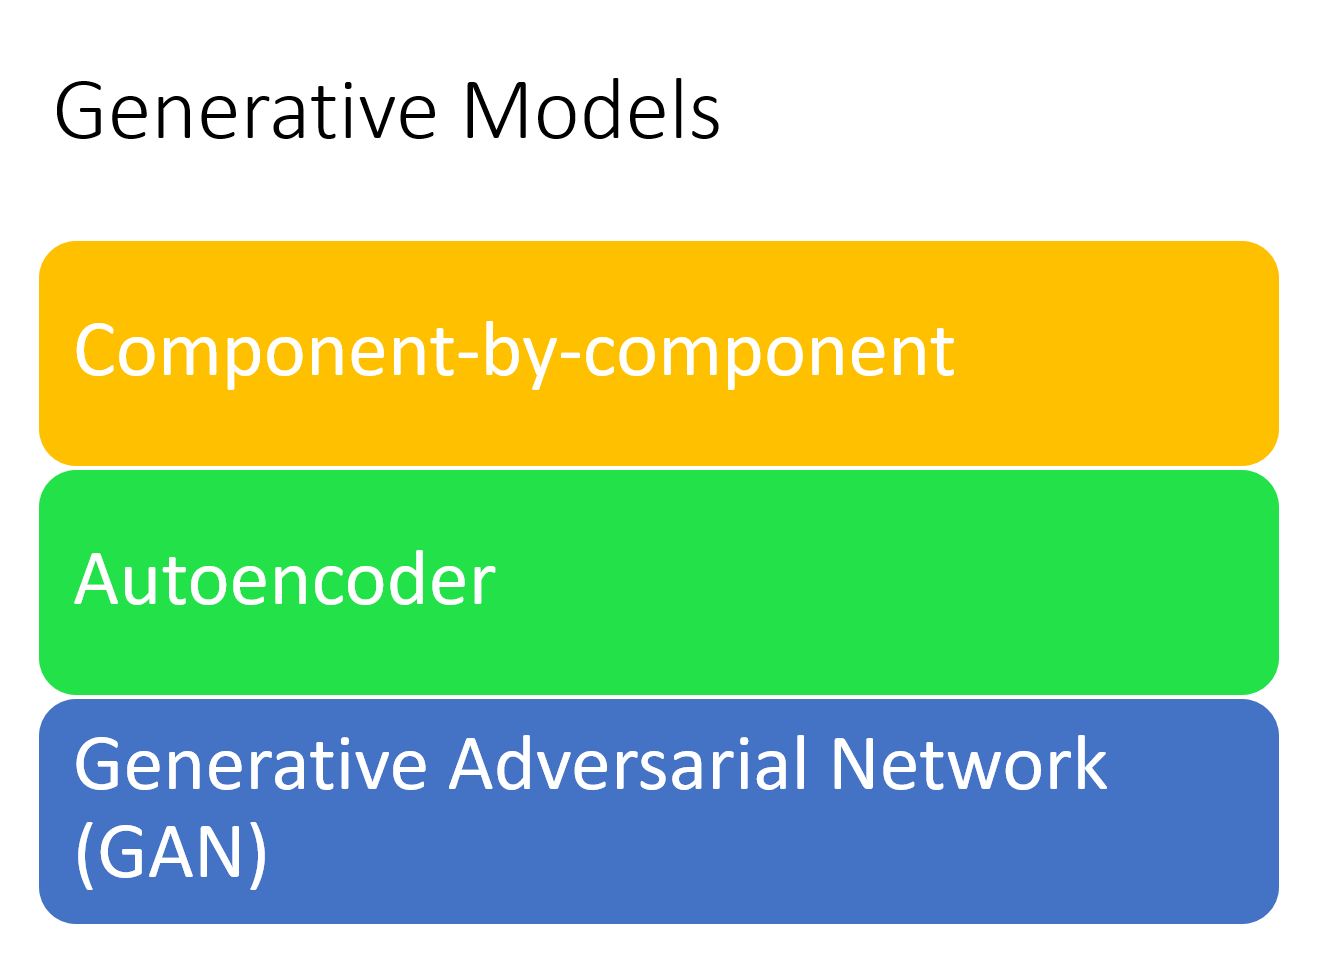 Generative Models
Component-by-component
Autoencoder
Generative Adversarial Network
(GAN)